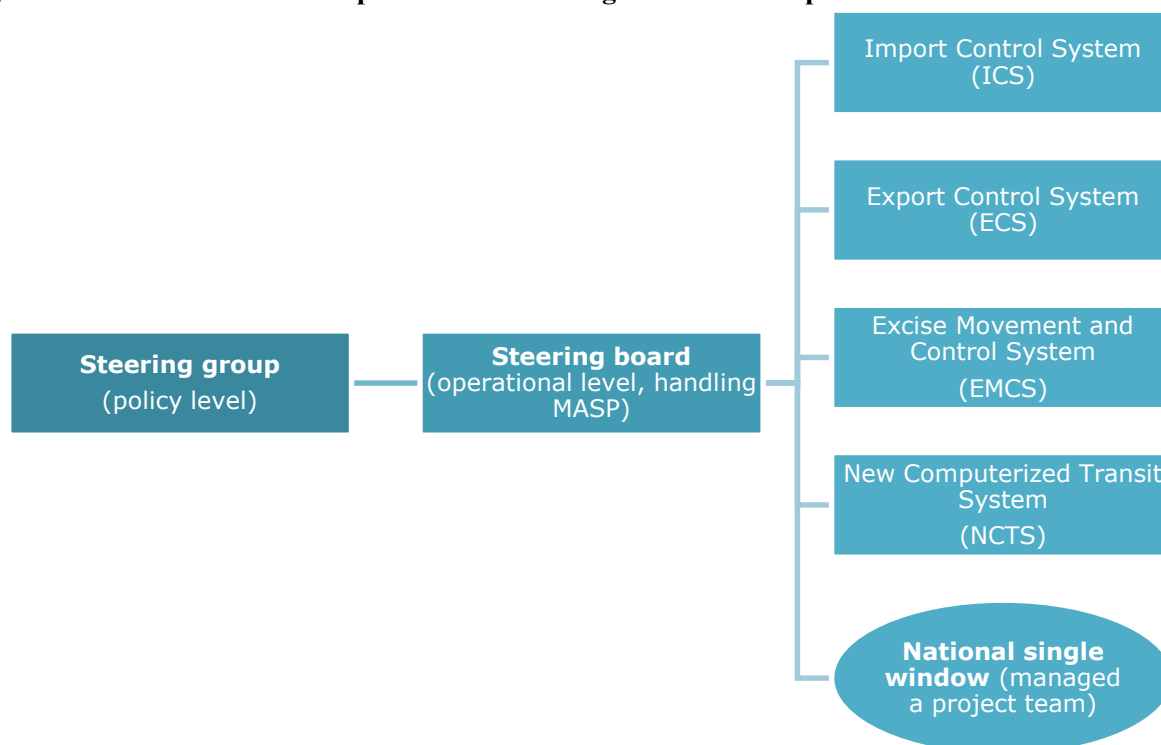 Import Control System
(ICS)
Export Control System
(ECS)
Excise Movement and
Control System
(EMCS)
Steering group
(policy level)
Steering board
(operational level, handling
MASP)
New Computerized Transit
System
(NCTS)
National single
window (managed
a project team)